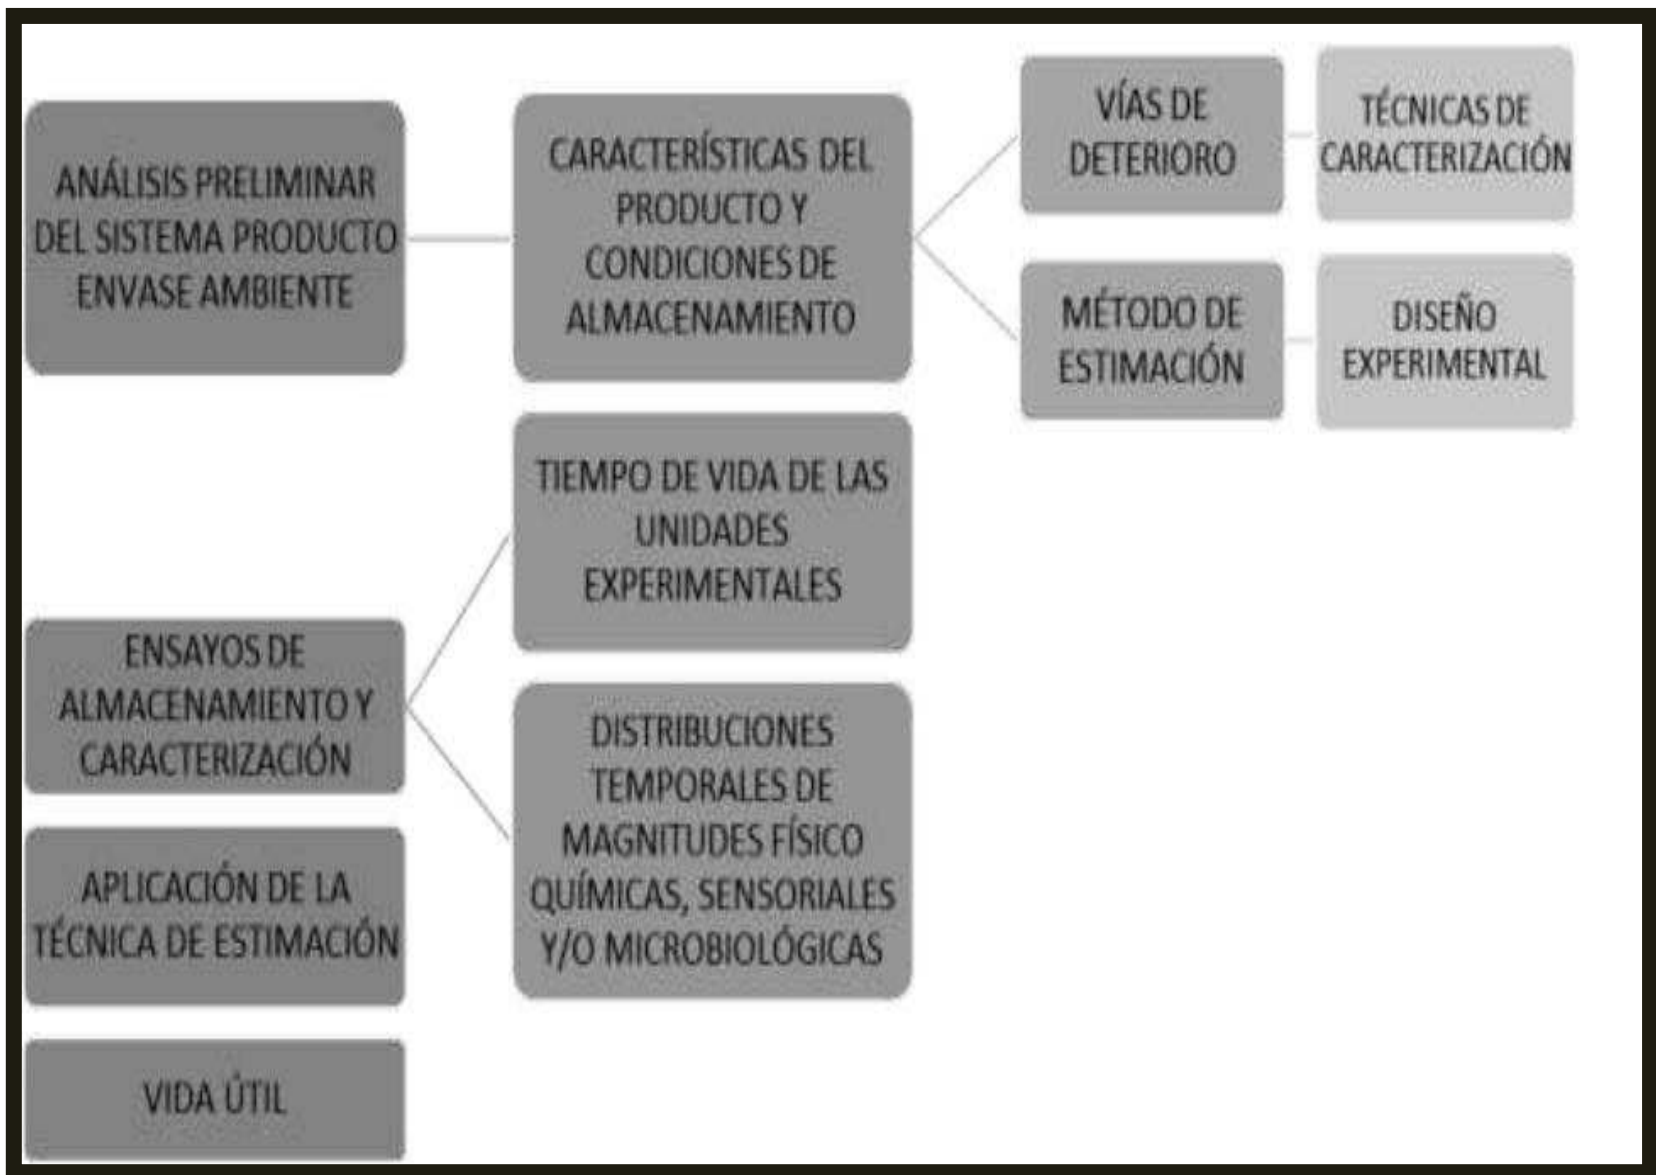 ANÁLISIS PRELIMINAR
DEL SISTEMA PRODUCTO
ENVASE AMBIENTE
CARACTERÍSTICAS DEL
PRODUCTO Y
CONDICIONES DE
ALMACENAMIENTO
VÍAS DE
DETERIORO
TÉCNICAS DE
CARACTERIZACIÓN
MÉTODO DE
ESTIMACIÓN
DISEÑO
EXPERIMENTAL
ENSAYOS DE
ALMACENAMIENTO Y
CARACTERIZACIÓN
TIEMPO DE VIDA DE LAS
UNIDADES
EXPERIMENTALES
DISTRIBUCIONES
TEMPORALES DE
MAGNITUDES FÍSICO
QUÍMICAS, SENSORIALES
Y/O MICROBIOLÓGICAS
APLICACIÓN DE LA
TÉCNICA DE ESTIMACIÓN
VIDA ÚTIL